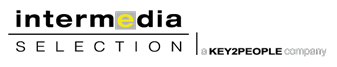 intermedia
SELECTION
a KEY2PEOPLE company